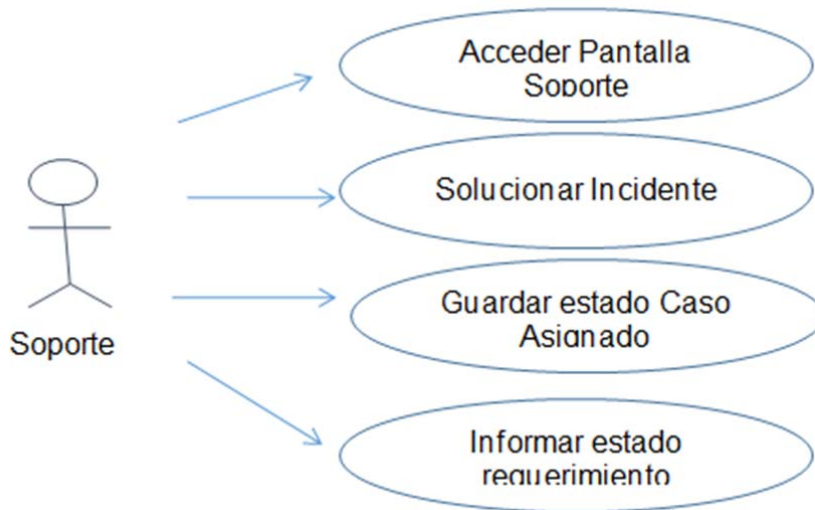 Acceder Pantalla
Soporte
Solucionar Incidente
Guardar estado Caso
Asignado
Soporte
Informar estado
requerimiento